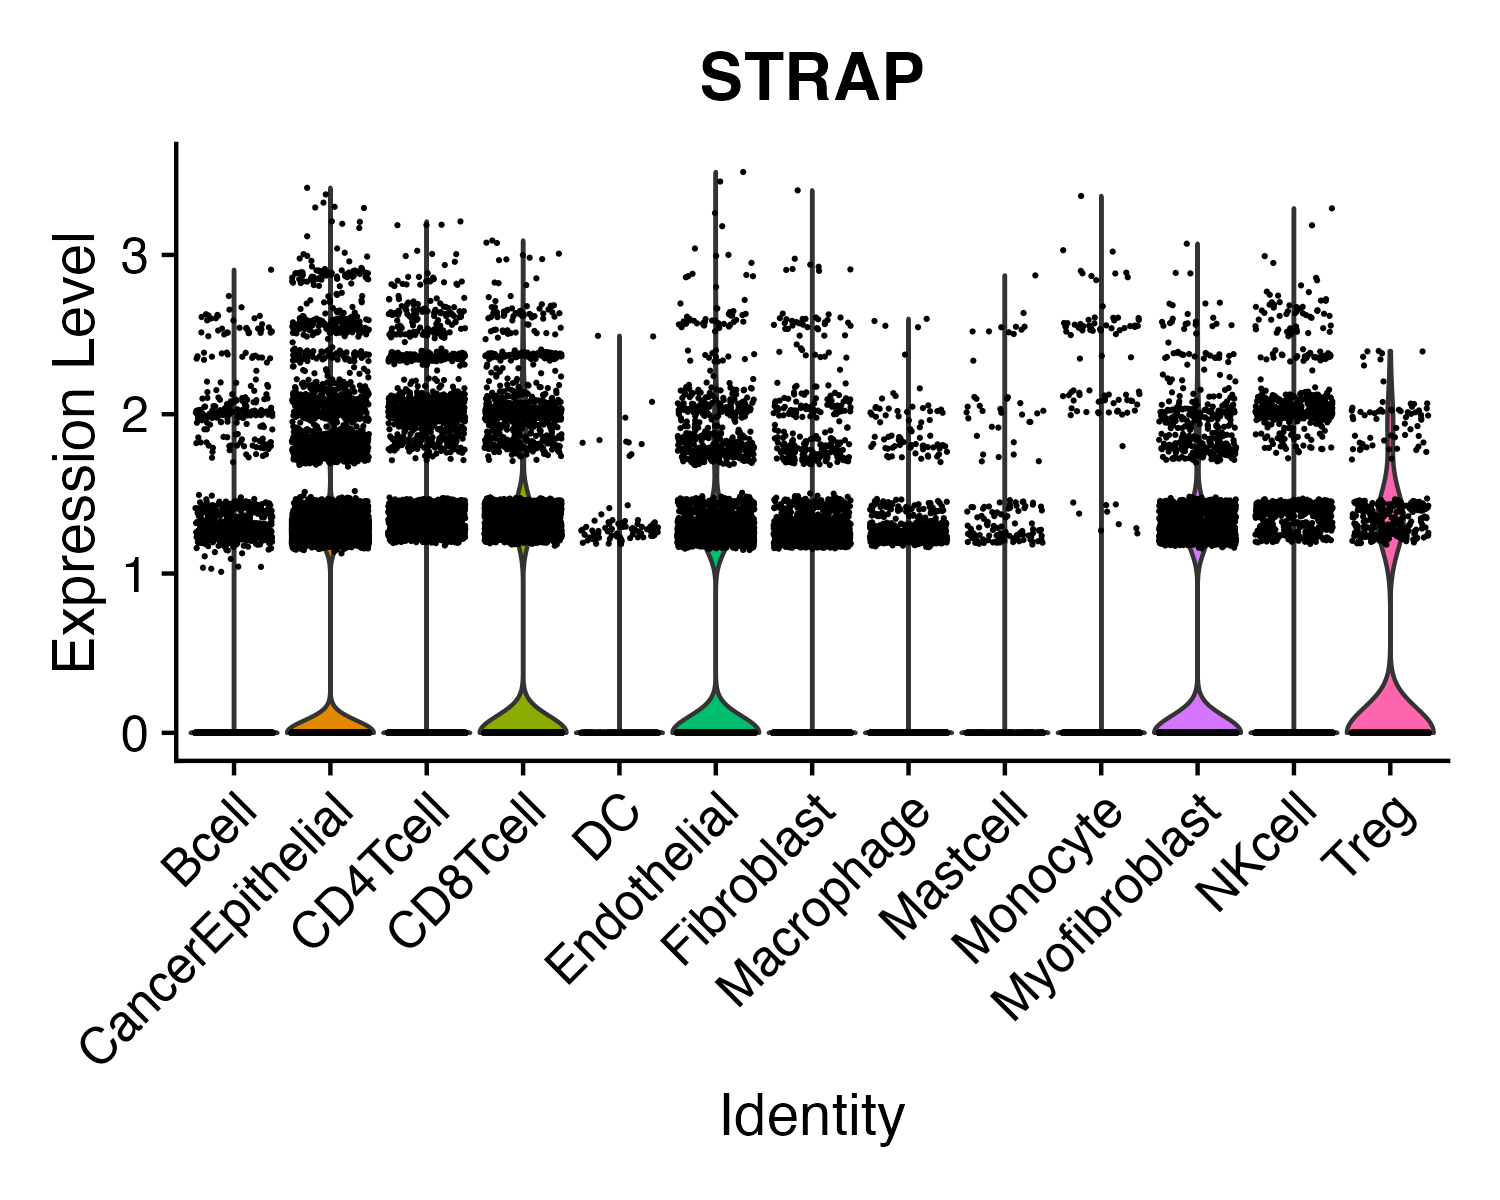 STRAP
Expression Level
3
2
1
0
Bcell
CancerEpithelial
CD4Tcell
CD8Tcell
DC
Endothelial
Fibroblast
Macrophage
Mastcell
Monocyte
Myofibroblast
NKcell
Treg
Identity